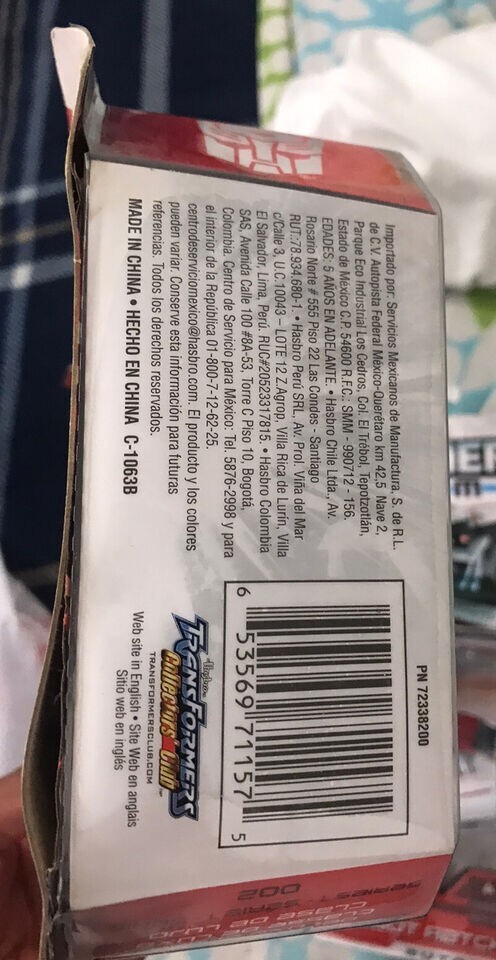 Importado por: Servicios Mexicanos de Manufactura, S. de R.L.
de C.V. Autopista Federal México-Querétaro km 42,5 Nave 2,
Parque Eco Industrial Los Cedros, Col. El Trébol, Tepotzotlán,
Estado de México C.P. 54600 R.F.C.: SMM - 990712 - 156.
EDADES: 5 AÑOS EN ADELANTE. • Hasbro Chile Ltda., Av.
Rosario Norte # 555 Piso 22 Las Condes - Santiago
RUT:78.934.680-1. • Hasbro Perú SRL, Av. Prol. Viña del Mar
c/Calle 3, U.C.10043 – LOTE 12 Z.Agrop. Villa Rica de Lurín, Villa
El Salvador, Lima, Perú. RUC#20523317815. • Hasbro Colombia
SAS, Avenida Calle 100 #8A-53, Torre C Piso 10, Bogotá,
Colombia. Centro de Servicio para México: Tel. 5876-2998 y para
el interior de la República 01-800-7-12-62-25.
centrodeserviciomexico@hasbro.com. El producto y los colores
pueden variar. Conserve esta información para futuras
referencias. Todos los derechos reservados.
MADE IN CHINA • HECHO EN CHINA C-1063B
PN 72338200
6 53569 71157 5
Hasbro
TRANSFORMERS
Collectors' Club
TRANSFORMERSCLUB.COM
Web site in English • Site Web en anglais
Sitio web en inglés
002
CLASE DE LUJO